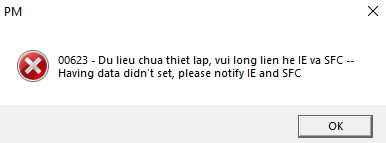 PM
00623 - Du lieu chua thiet lap, vui long lien he IE va SFC --
Having data didn't set, please notify IE and SFC
OK